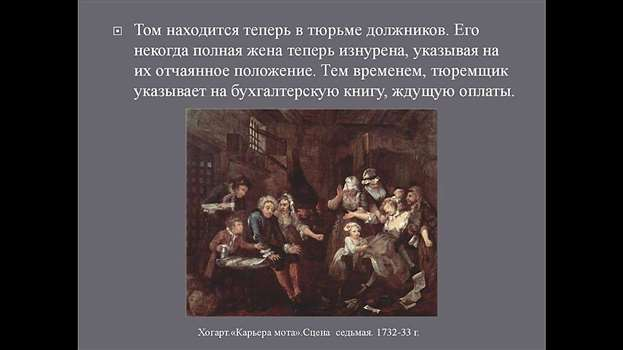 Том находится теперь в тюрьме должников. Его
некогда полная жена теперь изнурена, указывая на
их отчаянное положение. Тем временем, тюремщик
указывает на бухгалтерскую книгу, ждущую оплаты.
Хогарт.«Карьера мота».Сцена седьмая. 1732-33 г.